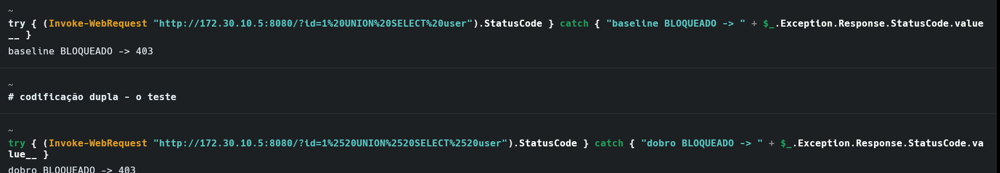 ~
try { (Invoke-WebRequest "http://172.30.10.5:8080/?id=1%20UNION%20SELECT%20user").StatusCode } catch { "baseline BLOQUEADO -> " + $_.Exception.Response.StatusCode.value
__ }
baseline BLOQUEADO -> 403
~
# codificação dupla - o teste
~
try { (Invoke-WebRequest "http://172.30.10.5:8080/?id=1%2520UNION%2520SELECT%2520user").StatusCode } catch { "dobro BLOQUEADO -> " + $_.Exception.Response.StatusCode.va
lue__ }
dobro BLOQUEADO -> 403